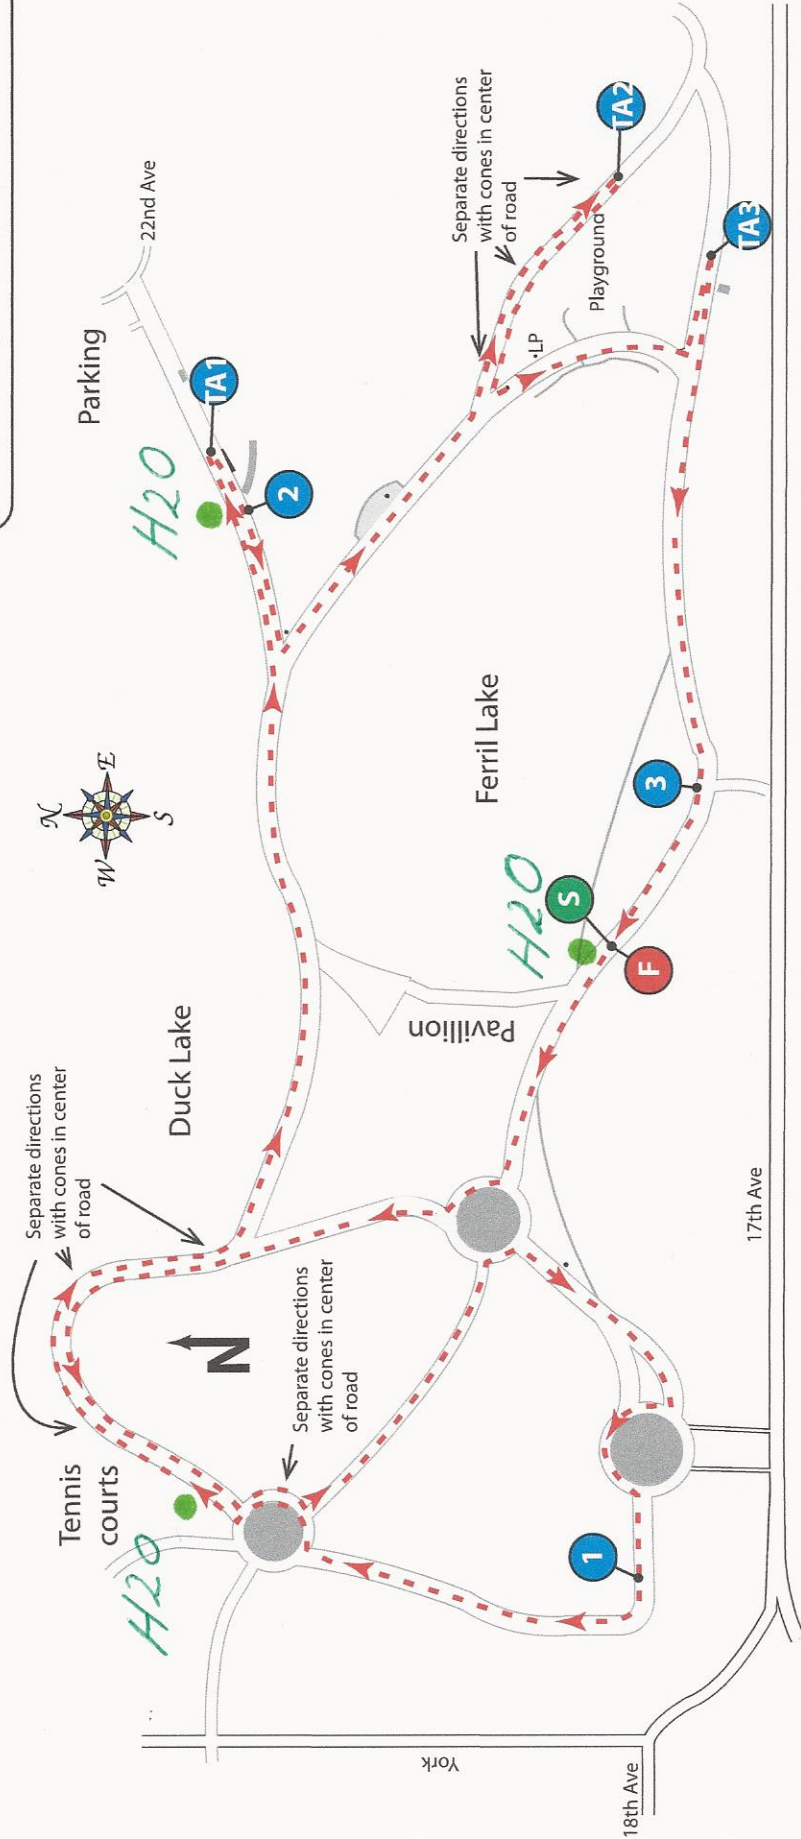 22nd Ave
Parking
TA1
H2O
2
Separate directions
with cones in center
of road
TA2
Playground
LP
TA3
N
W
E
S
Ferril Lake
3
H2O
S
F
Pavillion
Duck Lake
Separate directions
with cones in center
of road
N
Separate directions
with cones in center
of road
Tennis
courts
H2O
1
17th Ave
York
18th Ave